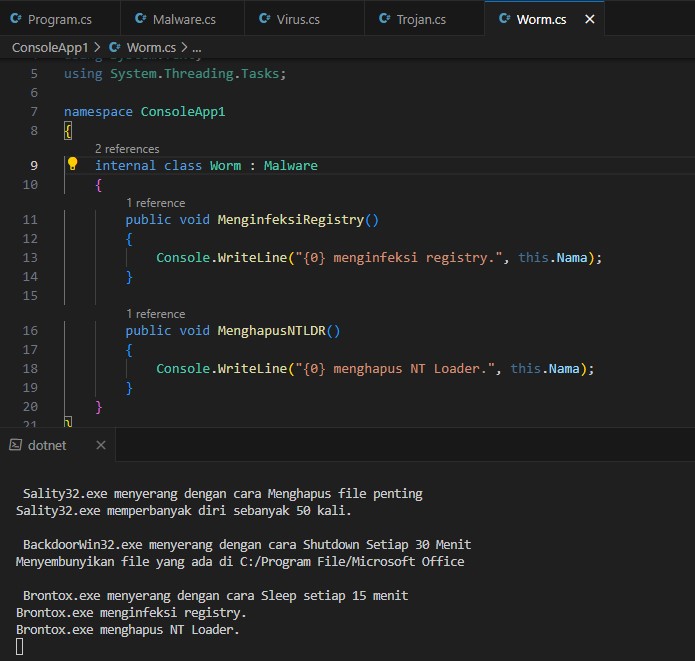 C# Program.cs C# Malware.cs C# Virus.cs C# Trojan.cs C# Worm.cs ×
ConsoleApp1 > C# Worm.cs > ...
5 using System.Threading.Tasks;
6
7 namespace ConsoleApp1
8 {
2 references
9 internal class Worm : Malware
10 {
1 reference
11 public void MenginfeksiRegistry()
12 {
13 Console.WriteLine("{0} menginfeksi registry.", this.Nama);
14 }
15
1 reference
16 public void MenghapusNTLDR()
17 {
18 Console.WriteLine("{0} menghapus NT Loader.", this.Nama);
19 }
20 }
21 }
dotnet ×
Sality32.exe menyerang dengan cara Menghapus file penting
Sality32.exe memperbanyak diri sebanyak 50 kali.
BackdoorWin32.exe menyerang dengan cara Shutdown Setiap 30 Menit
Menyembunyikan file yang ada di C:/Program File/Microsoft Office
Brontox.exe menyerang dengan cara Sleep setiap 15 menit
Brontox.exe menginfeksi registry.
Brontox.exe menghapus NT Loader.